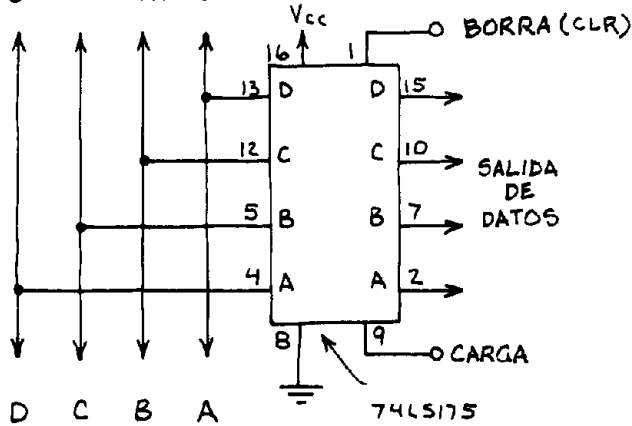 Vcc
16 1 BORRA (CLR)
13 D D 15
12 C C 10
SALIDA
DE
DATOS
5 B B 7
4 A A 2
8 9 CARGA
D C B A
74LS175